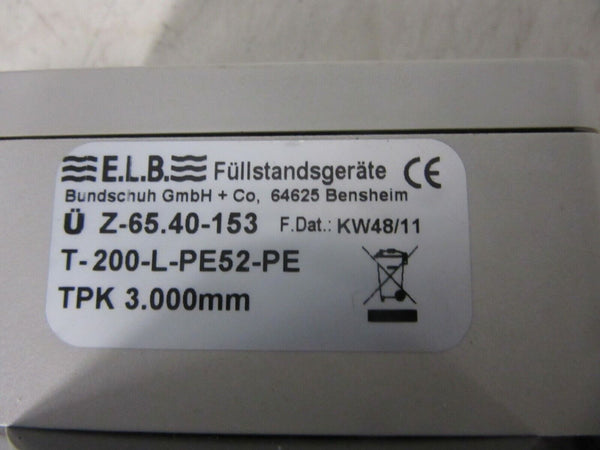 E.L.B. Füllstandsgeräte CE
Bundschuh GmbH + Co, 64625 Bensheim
Ü Z-65.40-153 F.Dat.: KW48/11
T-200-L-PE52-PE
TPK 3.000mm